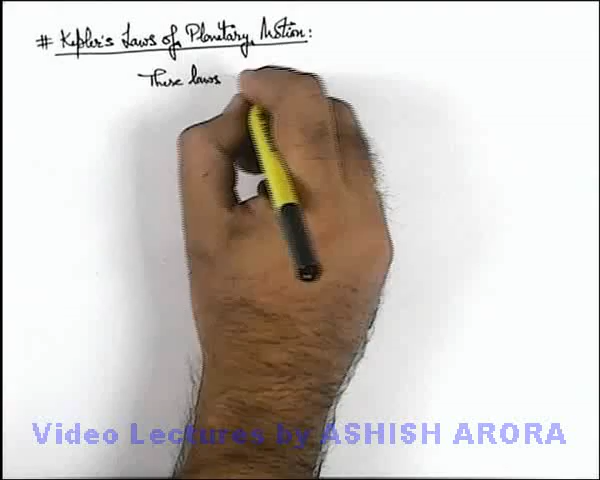 # Kepler's Laws of Planetary Motion:
These laws
Video Lectures by ASHISH ARORA